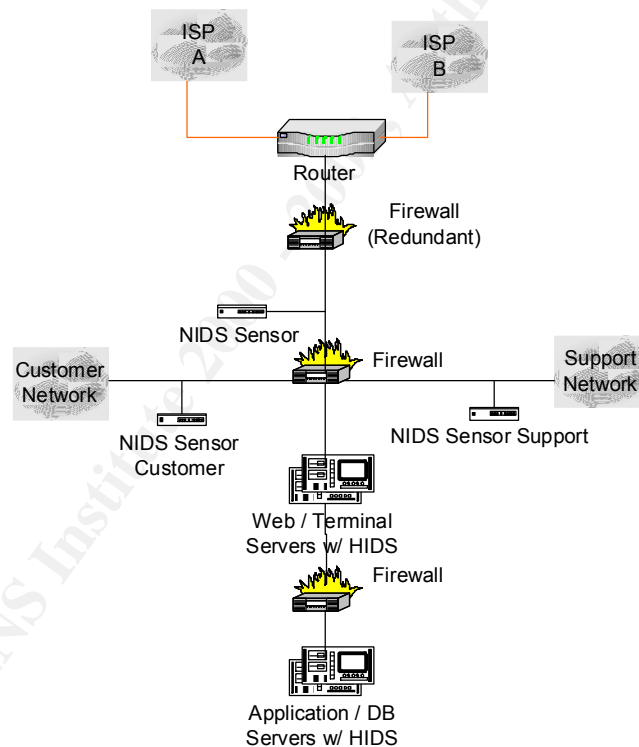 ISP
A
ISP
B
Router
Firewall
(Redundant)
NIDS Sensor
Firewall
Customer
Network
Support
Network
NIDS Sensor
Customer
NIDS Sensor Support
Web / Terminal
Servers w/ HIDS
Firewall
Application / DB
Servers w/ HIDS